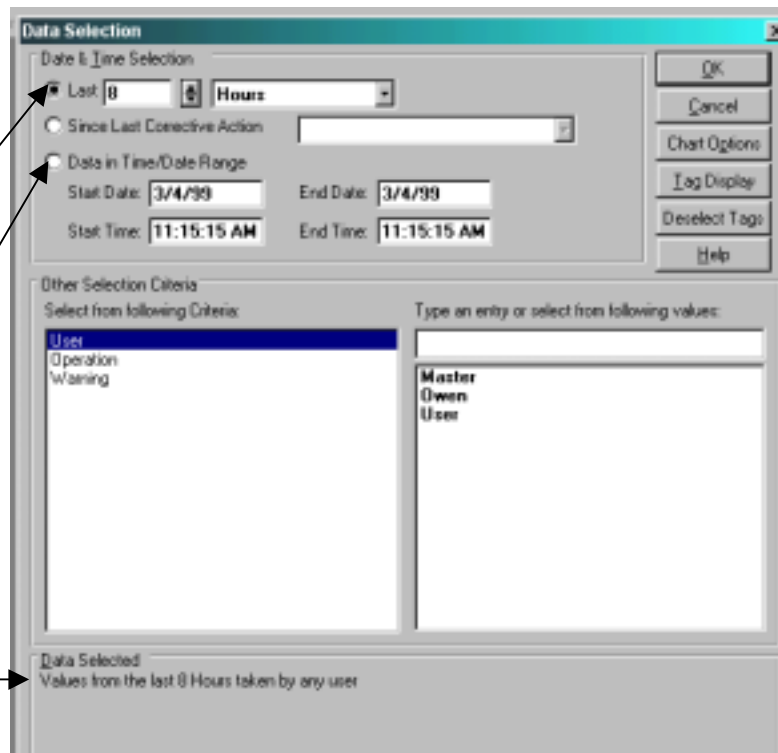 Data Selection
Date & Time Selection
Last 8 Hours
Since Last Corrective Action
Data in Time/Date Range
Start Date: 3/4/99 End Date: 3/4/99
Start Time: 11:15:15 AM End Time: 11:15:15 AM
OK
Cancel
Chart Options
Tag Display
Deselect Tags
Help
Other Selection Criteria
Select from following Criteria:
User
Operation
Warning
Type an entry or select from following values:
Master
Owen
User
Data Selected
Values from the last 8 Hours taken by any user